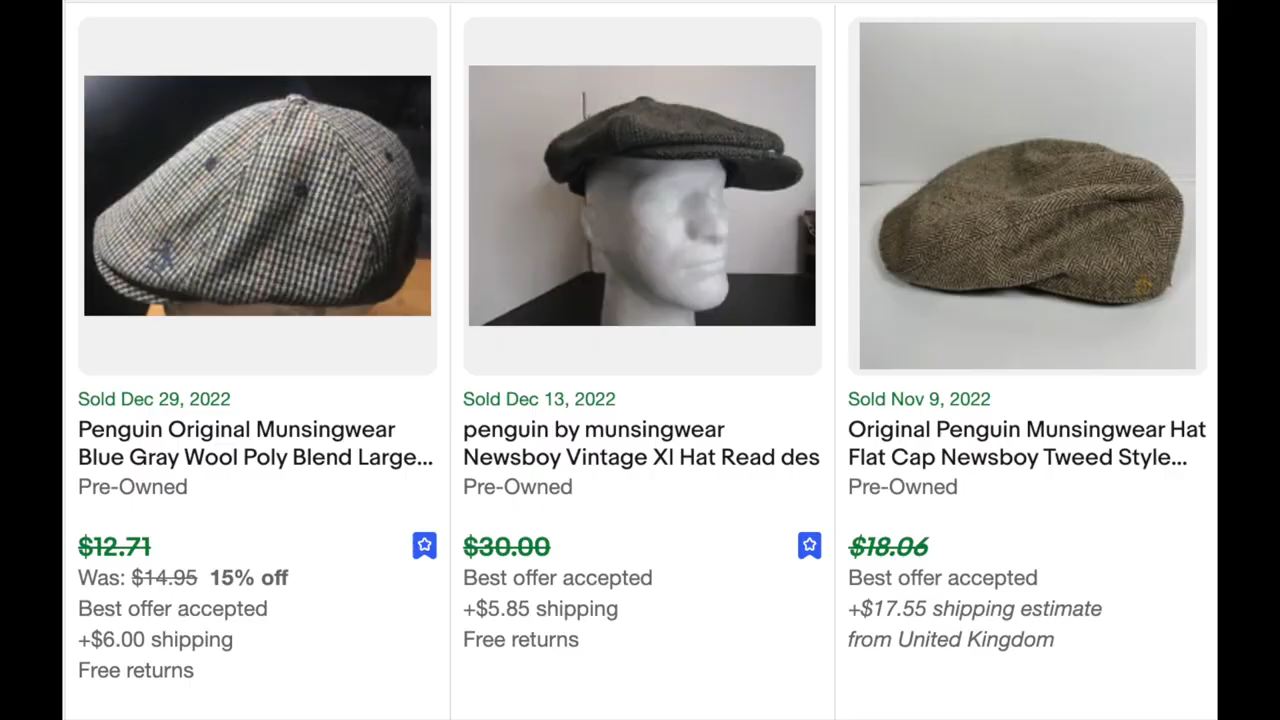 Sold Dec 29, 2022
Penguin Original Munsingwear
Blue Gray Wool Poly Blend Large...
Pre-Owned
$12.71
Was: $14.95 15% off
Best offer accepted
+$6.00 shipping
Free returns
Sold Dec 13, 2022
penguin by munsingwear
Newsboy Vintage Xl Hat Read des
Pre-Owned
$30.00
Best offer accepted
+$5.85 shipping
Free returns
Sold Nov 9, 2022
Original Penguin Munsingwear Hat
Flat Cap Newsboy Tweed Style...
Pre-Owned
$18.06
Best offer accepted
+$17.55 shipping estimate
from United Kingdom